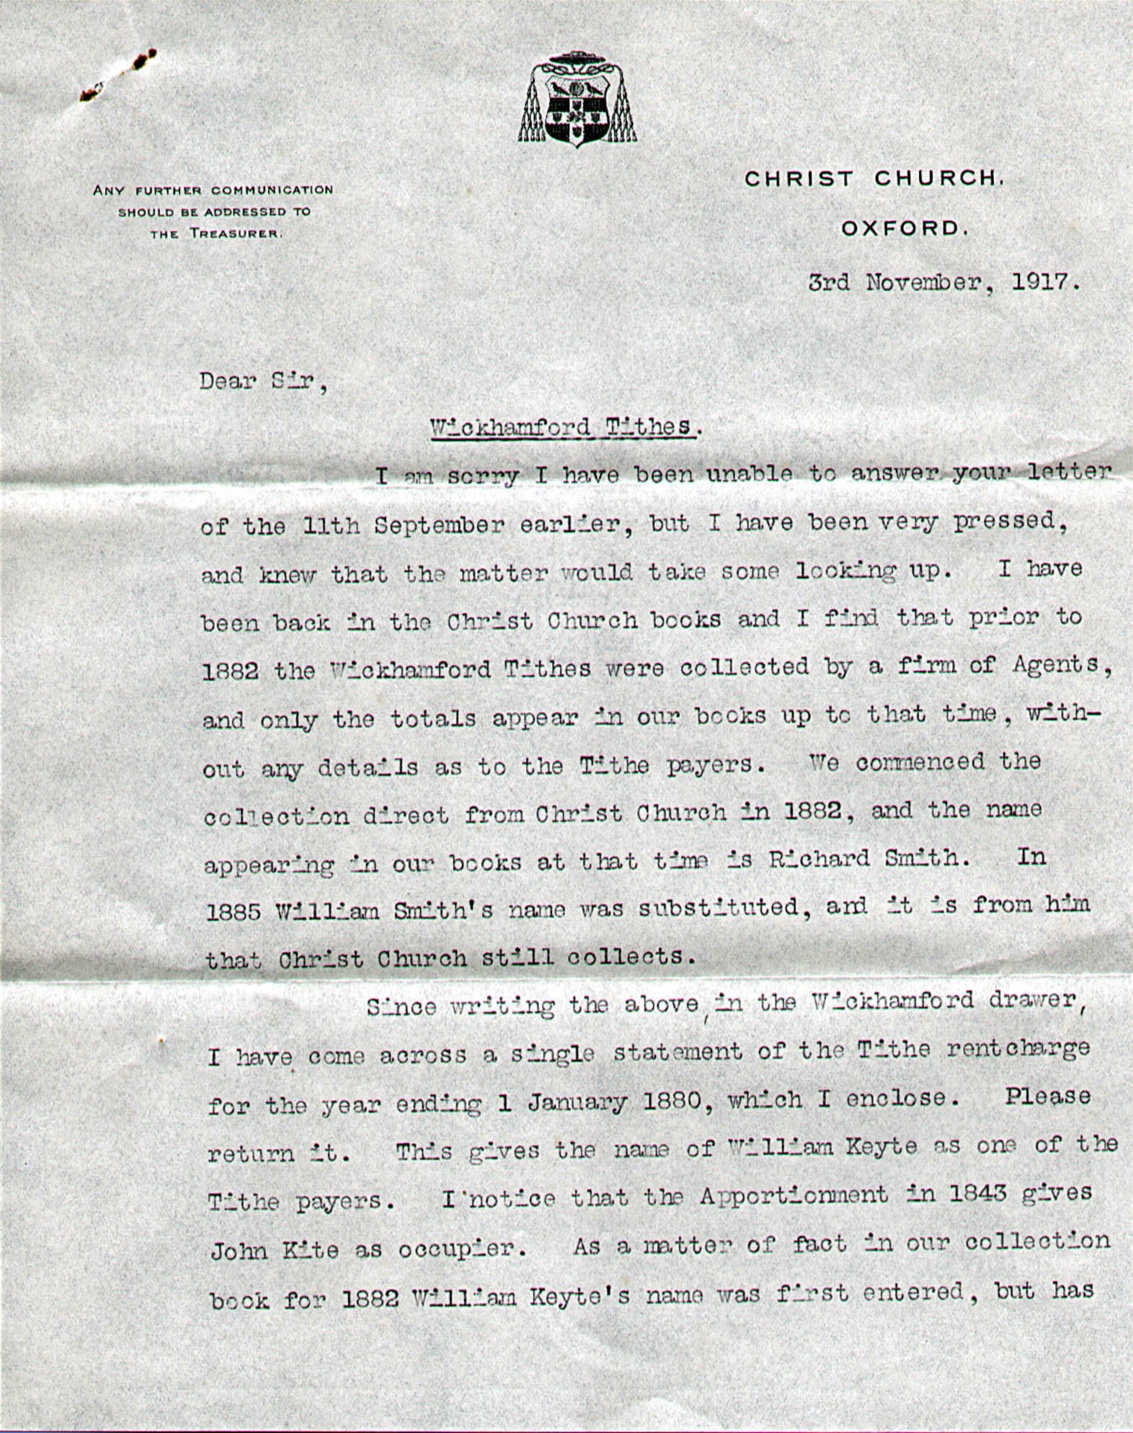 ANY FURTHER COMMUNICATION
SHOULD BE ADDRESSED TO
THE TREASURER.
CHRIST CHURCH.
OXFORD.
3rd November, 1917.
Dear Sir,
Wickhamford Tithes.
I am sorry I have been unable to answer your letter
of the 11th September earlier, but I have been very pressed,
and knew that the matter would take some looking up. I have
been back in the Christ Church books and I find that prior to
1882 the Wickhamford Tithes were collected by a firm of Agents,
and only the totals appear in our books up to that time, with-
out any details as to the Tithe payers. We commenced the
collection direct from Christ Church in 1882, and the name
appearing in our books at that time is Richard Smith. In
1885 William Smith's name was substituted, and it is from him
that Christ Church still collects.
Since writing the above, in the Wickhamford drawer,
I have come across a single statement of the Tithe rentcharge
for the year ending 1 January 1880, which I enclose. Please
return it. This gives the name of William Keyte as one of the
Tithe payers. I notice that the Apportionment in 1843 gives
John Kite as occupier. As a matter of fact in our collection
book for 1882 William Keyte's name was first entered, but has